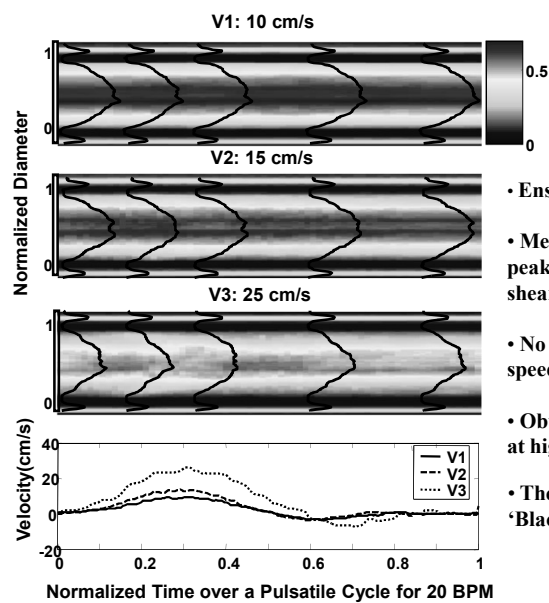 V1: 10 cm/s
1
0
0.5
0
V2: 15 cm/s
1
0
V3: 25 cm/s
1
0
Normalized Diameter
• Ens
• Me
peak
shea
• No
speed
• Ob
at hig
• The
‘Blac
Velocity(cm/s)
40
20
0
-20
V1
V2
V3
0 0.2 0.4 0.6 0.8 1
Normalized Time over a Pulsatile Cycle for 20 BPM